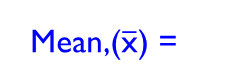 Mean,(x̅) =